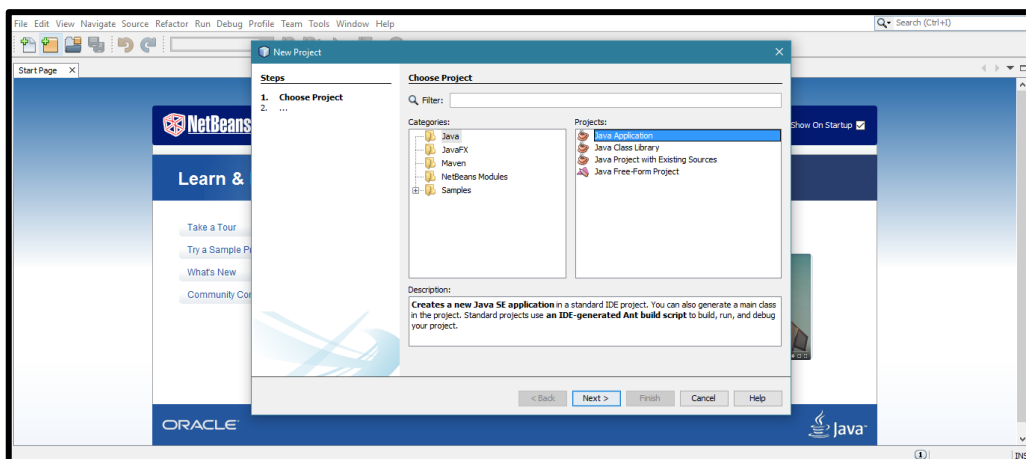 File Edit View Navigate Source Refactor Run Debug Profile Team Tools Window Help
Search (Ctrl+I)
New Project
Start Page
Steps
1. Choose Project
2. ...
Choose Project
Filter:
Categories:
Java
JavaFX
Maven
NetBeans Modules
Samples
Projects:
Java Application
Java Class Library
Java Project with Existing Sources
Java Free-Form Project
Description:
Creates a new Java SE application in a standard IDE project. You can also generate a main class
in the project. Standard projects use an IDE-generated Ant build script to build, run, and debug
your project.
< Back Next > Finish Cancel Help
NetBeans
Show On Startup
Learn &
Take a Tour
Try a Sample
What's New
Community
ORACLE
Java
1